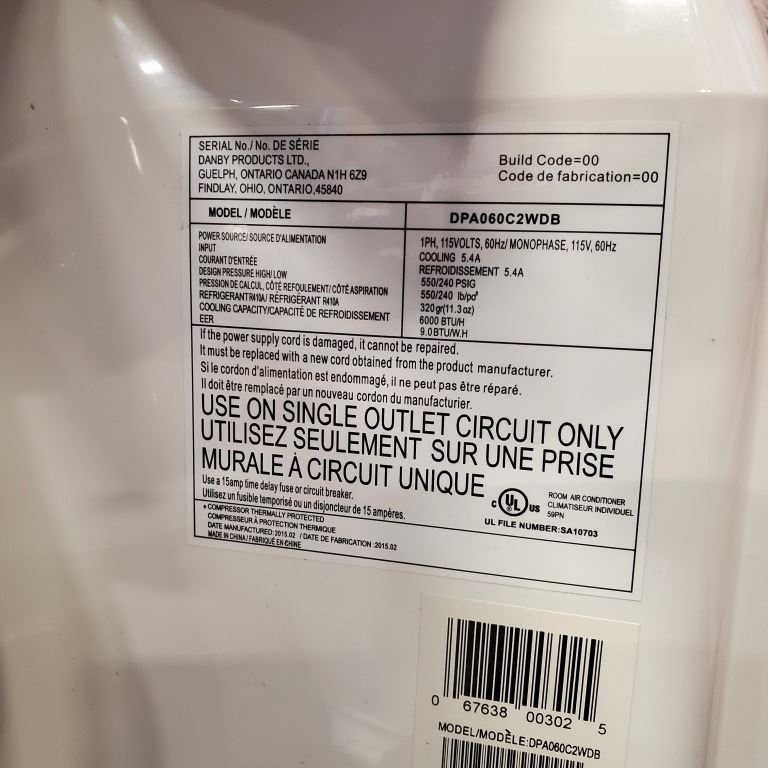 SERIAL No./ No. DE SÉRIE
DANBY PRODUCTS LTD.,
GUELPH, ONTARIO CANADA N1H 6Z9
FINDLAY, OHIO, ONTARIO,45840
Build Code=00
Code de fabrication=00
MODEL / MODÈLE
DPA060C2WDB
POWER SOURCE/ SOURCE D'ALIMENTATION
INPUT
COURANT D'ENTRÉE
DESIGN PRESSURE HIGH/ LOW
PRESSION DE CALCUL, CÔTÉ REFOULEMENT/ CÔTÉ ASPIRATION
REFRIGERANT R410A/ RÉFRIGÉRANT R410A
COOLING CAPACITY/CAPACITÉ DE REFROIDISSEMENT
EER
1PH, 115VOLTS, 60Hz/ MONOPHASE, 115V, 60Hz
COOLING 5.4A
REFROIDISSEMENT 5.4A
550/240 PSIG
550/240 lb/po²
320gr(11.3oz)
6000 BTU/H
9.0BTU/W.H
If the power supply cord is damaged, it cannot be repaired.
It must be replaced with a new cord obtained from the product manufacturer.
Si le cordon d'alimentation est endommagé, il ne peut pas être réparé.
Il doit être remplacé par un nouveau cordon du manufacturier.
USE ON SINGLE OUTLET CIRCUIT ONLY
UTILISEZ SEULEMENT SUR UNE PRISE
MURALE À CIRCUIT UNIQUE
Use a 15amp time delay fuse or circuit breaker.
Utilisez un fusible temporisé ou un disjoncteur de 15 ampères.
* COMPRESSOR THERMALLY PROTECTED
COMPRESSEUR À PROTECTION THERMIQUE
DATE MANUFACTURED:2015.02 / DATE DE FABRICATION :2015.02
MADE IN CHINA/ FABRIQUÉ EN CHINE
C UL US
ROOM AIR CONDITIONER
CLIMATISEUR INDIVIDUEL
59PN
UL FILE NUMBER:SA10703
0 67638 00302 5
MODEL/MODÈLE:DPA060C2WDB